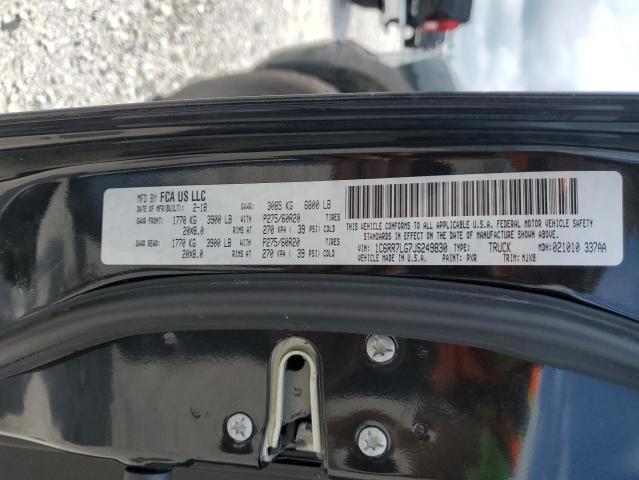 MFD BY FCA US LLC
DATE OF MFR(BUILT): 2-18 GVWR: 3085 KG 6800 LB
GAWR FRONT: 1770 KG 3900 LB WITH P275/60R20 TIRES
20X8.0 RIMS AT 270 KPA ( 39 PSI) COLD
GAWR REAR: 1770 KG 3900 LB WITH P275/60R20 TIRES
20X8.0 RIMS AT 270 KPA ( 39 PSI) COLD
THIS VEHICLE CONFORMS TO ALL APPLICABLE U.S.A. FEDERAL MOTOR VEHICLE SAFETY
STANDARDS IN EFFECT ON THE DATE OF MANUFACTURE SHOWN ABOVE.
VIN: 1C6RR7LG7JS249830 TYPE: TRUCK MDH: 021010 337AA
VEHICLE MADE IN U.S.A. PAINT: PXR TRIM: MJX8